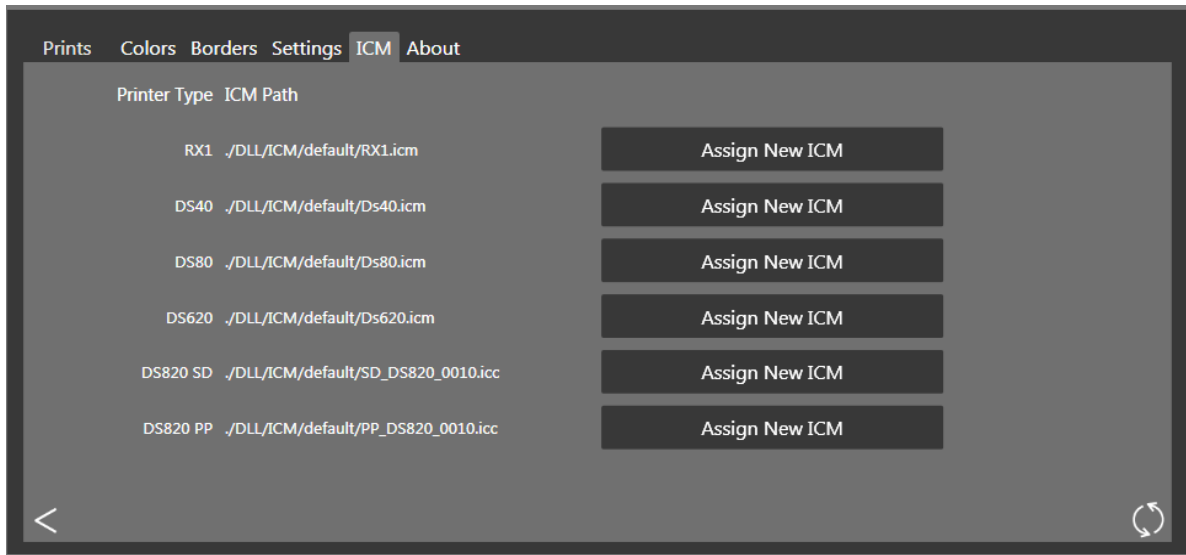 Prints Colors Borders Settings ICM About
Printer Type ICM Path
RX1 ./DLL/ICM/default/RX1.icm Assign New ICM
DS40 ./DLL/ICM/default/Ds40.icm Assign New ICM
DS80 ./DLL/ICM/default/Ds80.icm Assign New ICM
DS620 ./DLL/ICM/default/Ds620.icm Assign New ICM
DS820 SD ./DLL/ICM/default/SD_DS820_0010.icc Assign New ICM
DS820 PP ./DLL/ICM/default/PP_DS820_0010.icc Assign New ICM